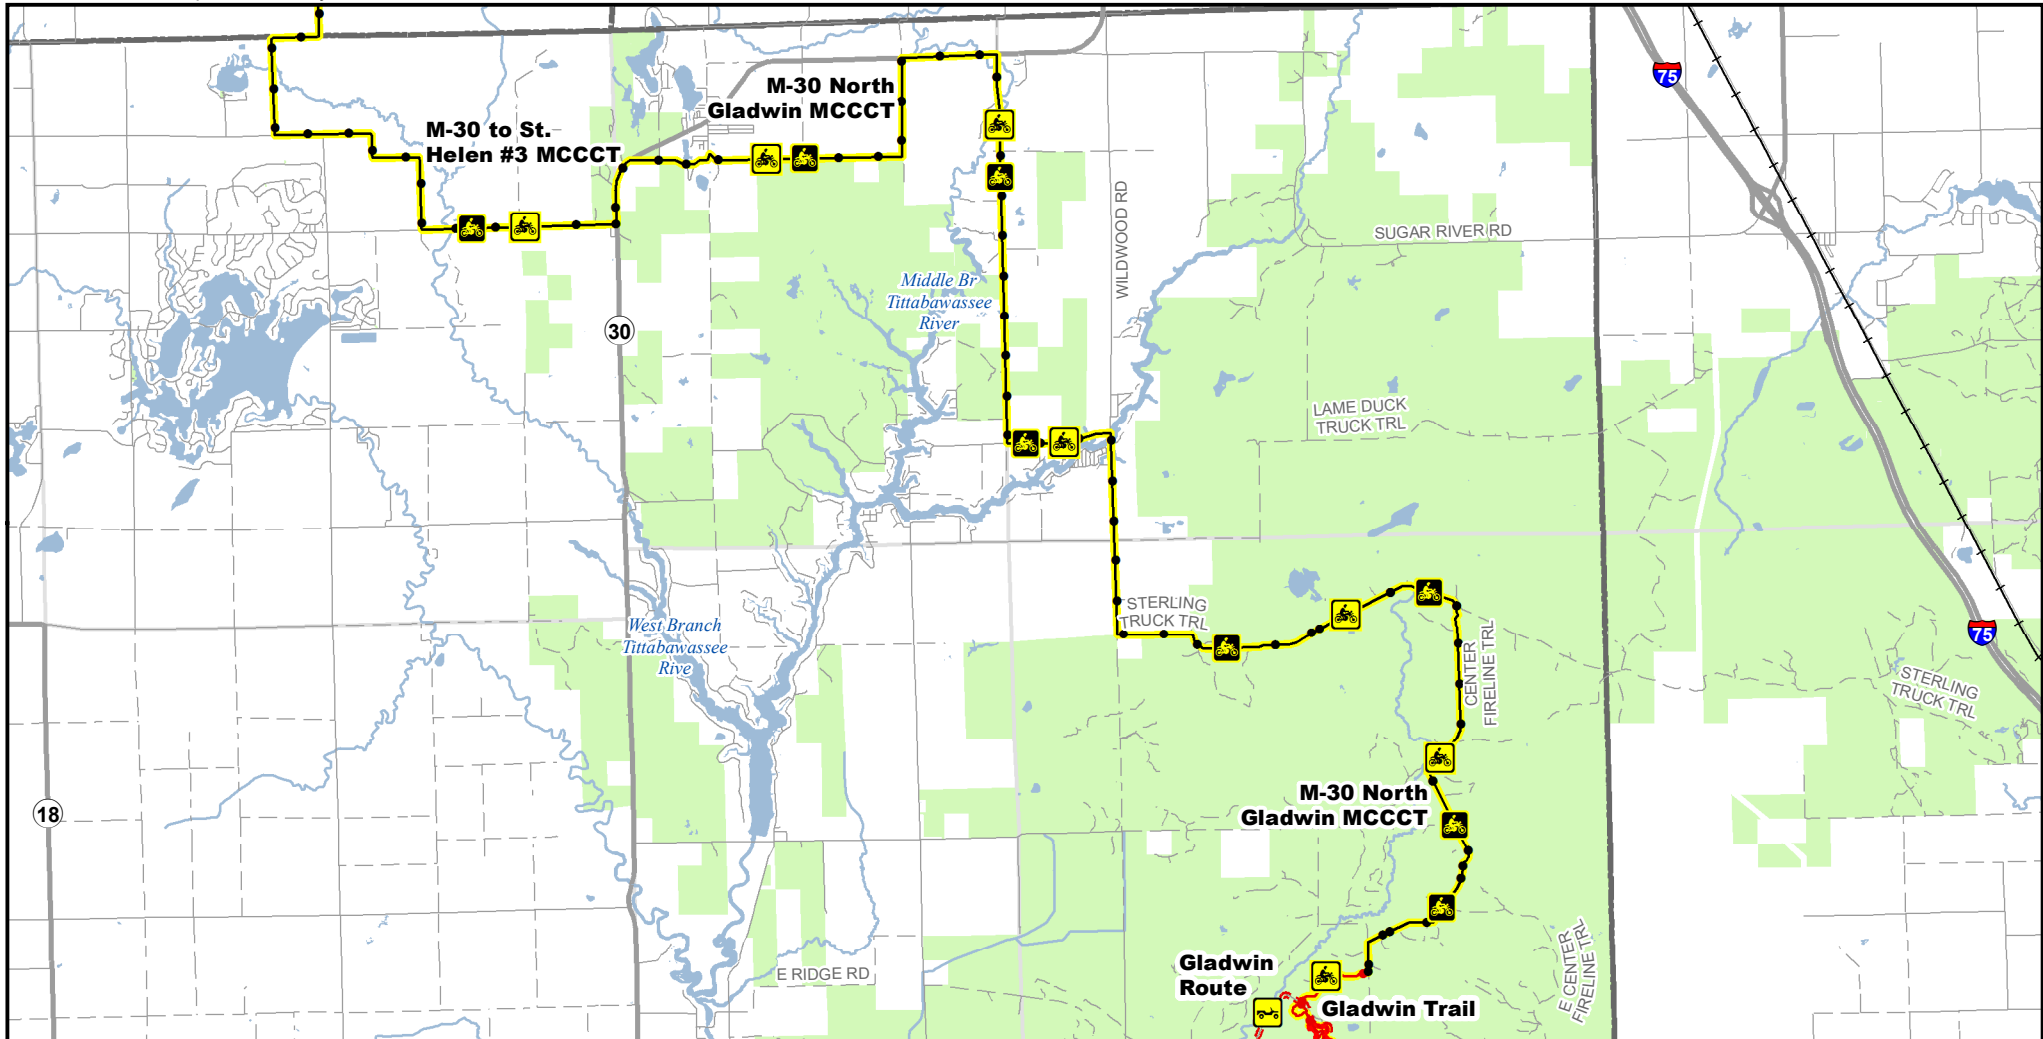 75
M-30 North
Gladwin MCCCT
M-30 to St.
Helen #3 MCCCT
WILDWOOD RD
SUGAR RIVER RD
Middle Br
Tittabawassee
River
30
LAME DUCK
TRUCK TRL
STERLING
TRUCK TRL
West Branch
Tittabawassee
Rive
CENTER
FIRELINE TRL
75
STERLING
TRUCK TRL
18
M-30 North
Gladwin MCCCT
E RIDGE RD
Gladwin
Route
Gladwin Trail
E CENTER
FIRELINE TRL